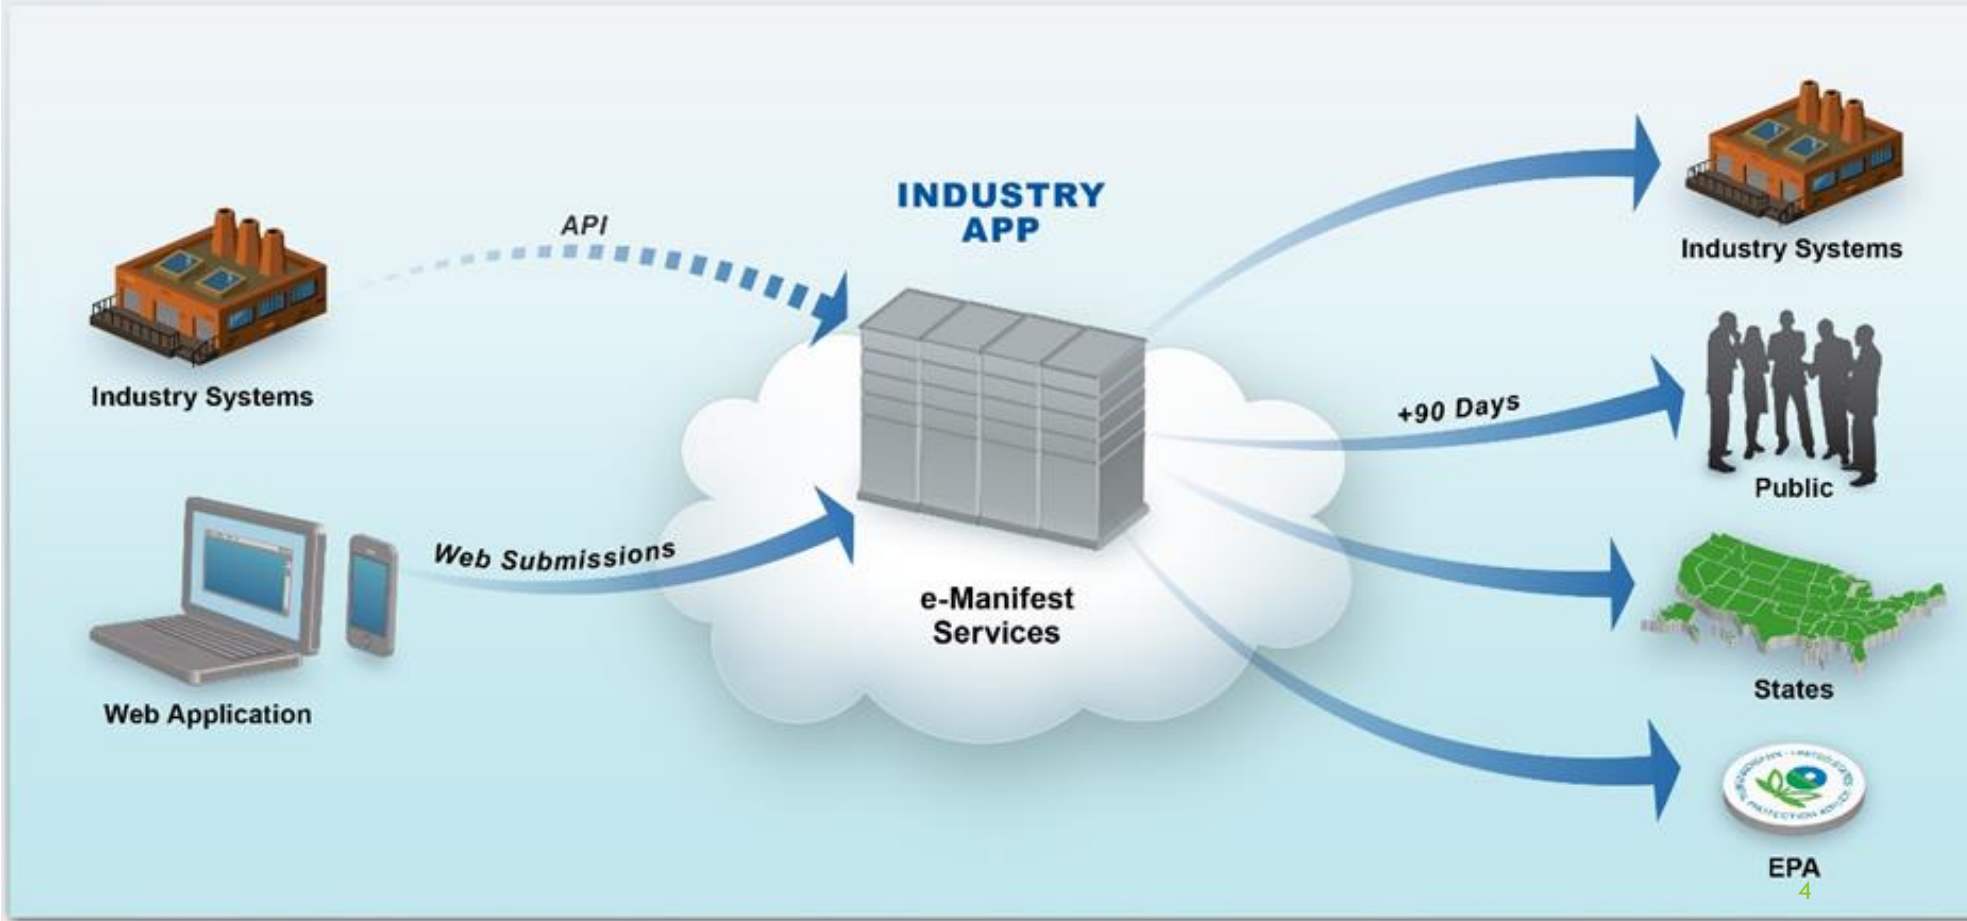 INDUSTRY
APP
API
Industry Systems
Industry Systems
+90 Days
Public
Web Submissions
e-Manifest
Services
States
Web Application
EPA
4